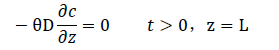 − θD ∂c/∂z = 0 t > 0, z = L